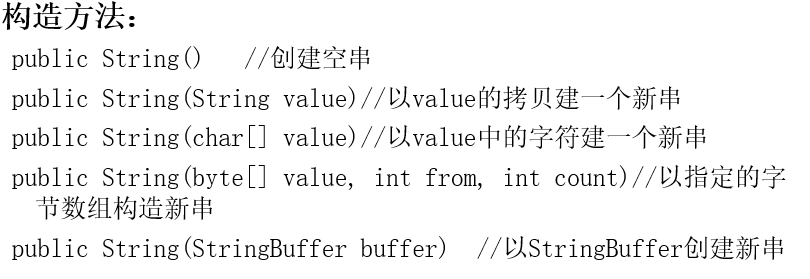 构造方法：
public String()   //创建空串
public String(String value)//以value的拷贝建一个新串
public String(char[] value)//以value中的字符建一个新串
public String(byte[] value, int from, int count)//以指定的字
节数组构造新串
public String(StringBuffer buffer)  //以StringBuffer创建新串